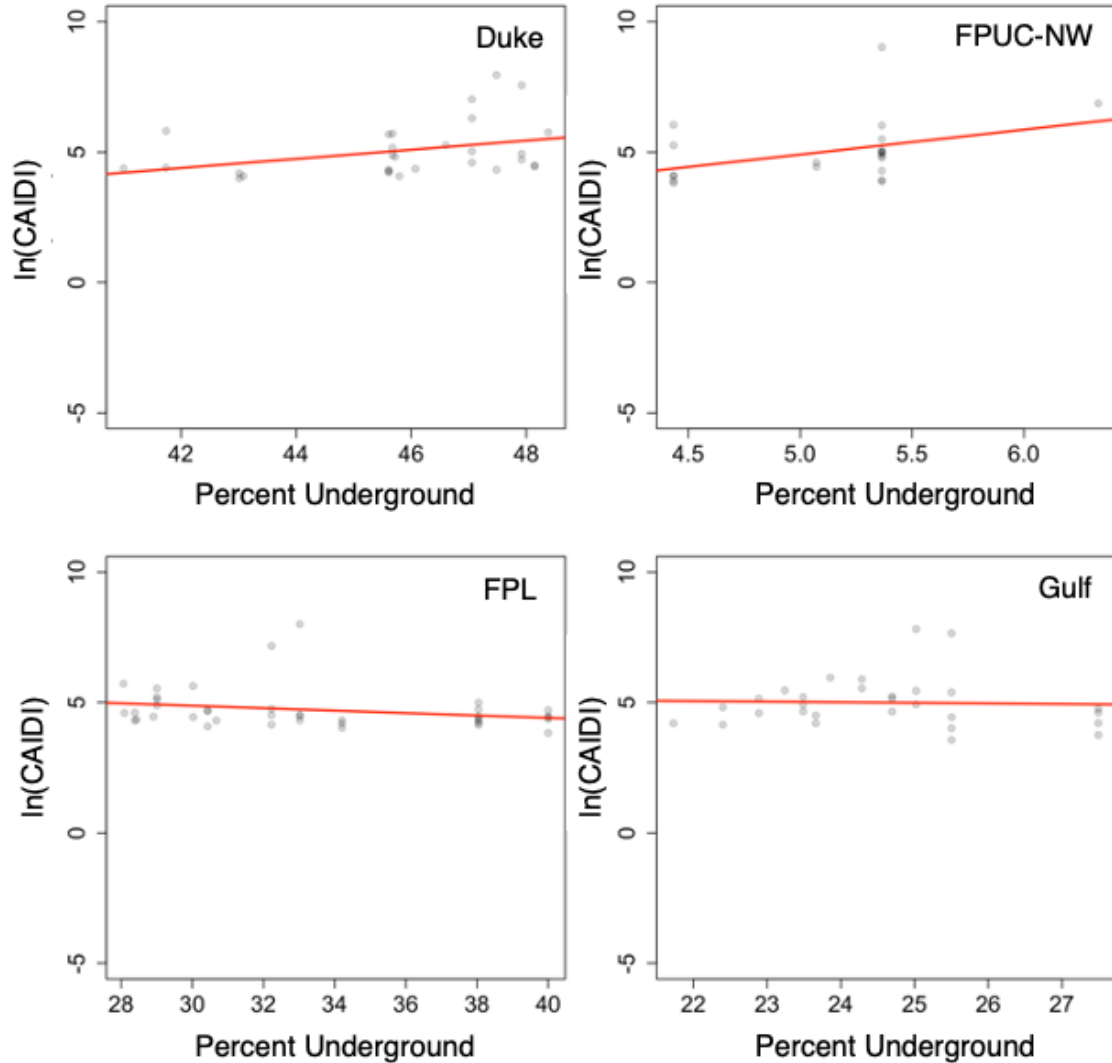 Duke
10
5
0
-5
ln(CAIDI)
42 44 46 48
Percent Underground
FPUC-NW
10
5
0
-5
ln(CAIDI)
4.5 5.0 5.5 6.0
Percent Underground
FPL
10
5
0
-5
ln(CAIDI)
28 30 32 34 36 38 40
Percent Underground
Gulf
10
5
0
-5
ln(CAIDI)
22 23 24 25 26 27
Percent Underground